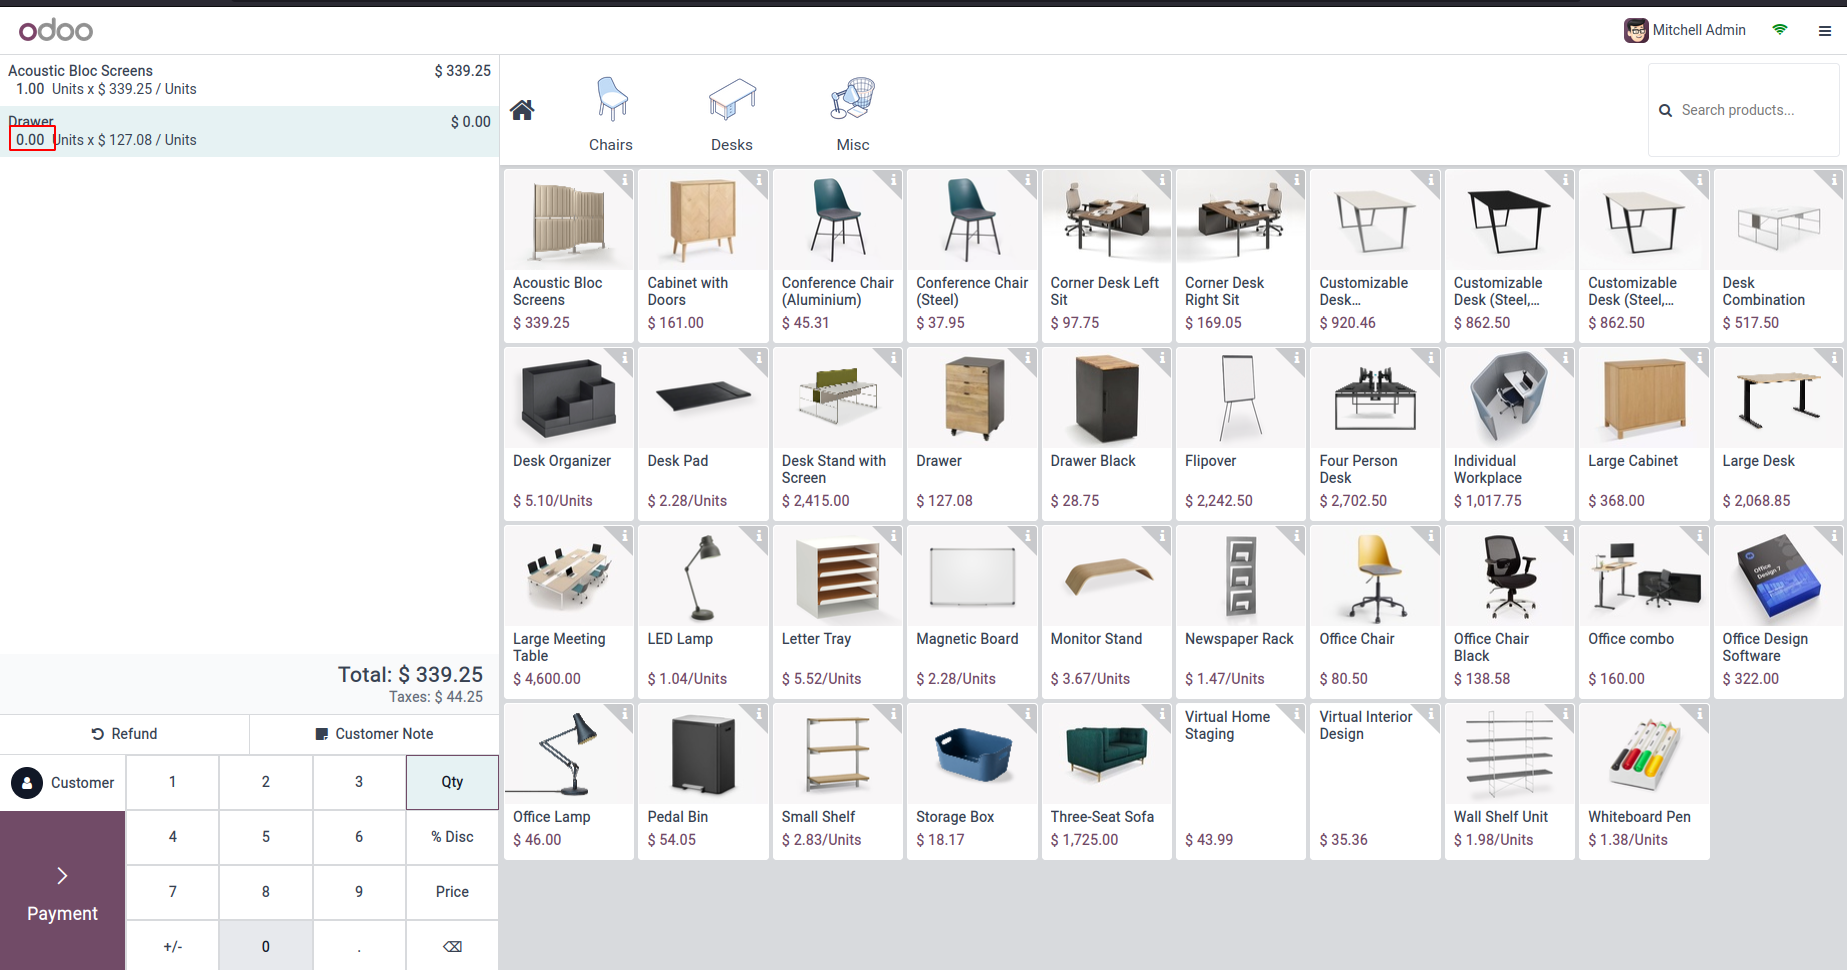 odoo
Mitchell Admin
Acoustic Bloc Screens $ 339.25
1.00 Units x $ 339.25 / Units
Drawer $ 0.00
0.00 Units x $ 127.08 / Units
Total: $ 339.25
Taxes: $ 44.25
Refund
Customer Note
Customer
1 2 3 Qty
4 5 6 % Disc
7 8 9 Price
+/- 0 .
Payment
Chairs
Desks
Misc
Search products...
Acoustic Bloc
Screens
$ 339.25
Cabinet with
Doors
$ 161.00
Conference Chair
(Aluminium)
$ 45.31
Conference Chair
(Steel)
$ 37.95
Corner Desk Left
Sit
$ 97.75
Corner Desk
Right Sit
$ 169.05
Customizable
Desk...
$ 920.46
Customizable
Desk (Steel,...
$ 862.50
Customizable
Desk (Steel,...
$ 862.50
Desk
Combination
$ 517.50
Desk Organizer
$ 5.10/Units
Desk Pad
$ 2.28/Units
Desk Stand with
Screen
$ 2,415.00
Drawer
$ 127.08
Drawer Black
$ 28.75
Flipover
$ 2,242.50
Four Person
Desk
$ 2,702.50
Individual
Workplace
$ 1,017.75
Large Cabinet
$ 368.00
Large Desk
$ 2,068.85
Large Meeting
Table
$ 4,600.00
LED Lamp
$ 1.04/Units
Letter Tray
$ 5.52/Units
Magnetic Board
$ 2.28/Units
Monitor Stand
$ 3.67/Units
Newspaper Rack
$ 1.47/Units
Office Chair
$ 80.50
Office Chair
Black
$ 138.58
Office combo
$ 160.00
Office
Design 7
Office Design
Software
$ 322.00
Office Lamp
$ 46.00
Pedal Bin
$ 54.05
Small Shelf
$ 2.83/Units
Storage Box
$ 18.17
Three-Seat Sofa
$ 1,725.00
Virtual Home
Staging
$ 43.99
Virtual Interior
Design
$ 35.36
Wall Shelf Unit
$ 1.98/Units
Whiteboard Pen
$ 1.38/Units